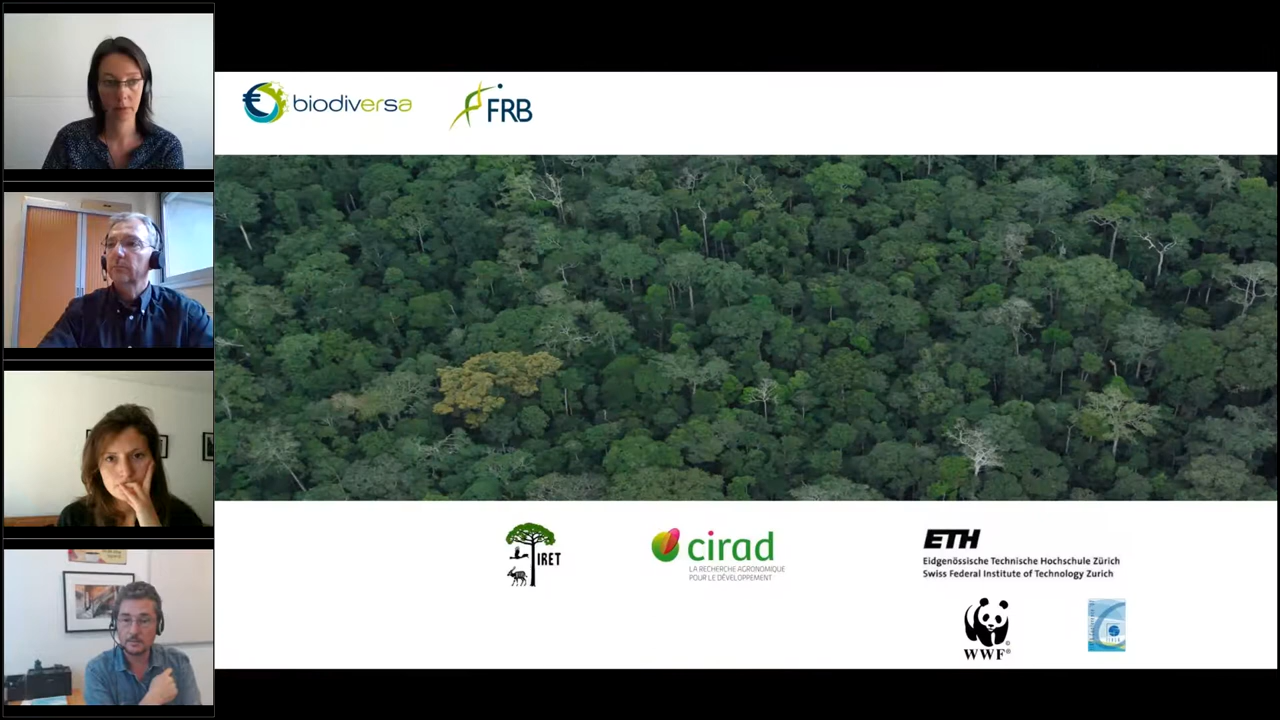 biodiversa
FRB
IRET
cirad
LA RECHERCHE AGRONOMIQUE
POUR LE DÉVELOPPEMENT
ETH
Eidgenössische Technische Hochschule Zürich
Swiss Federal Institute of Technology Zurich
WWF®